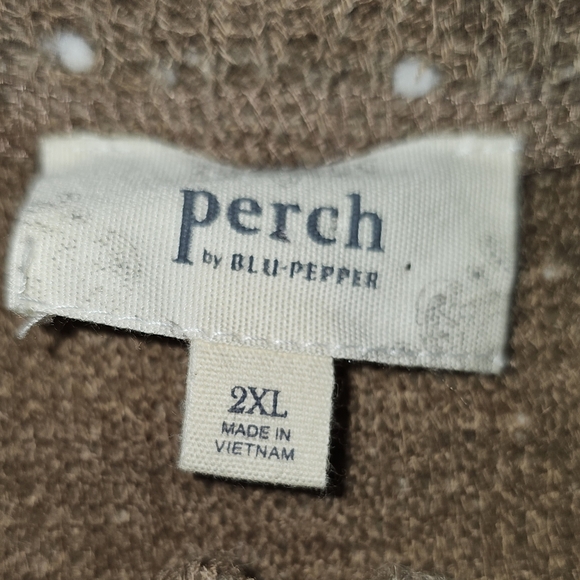 perch
by BLU-PEPPER
2XL
MADE IN
VIETNAM